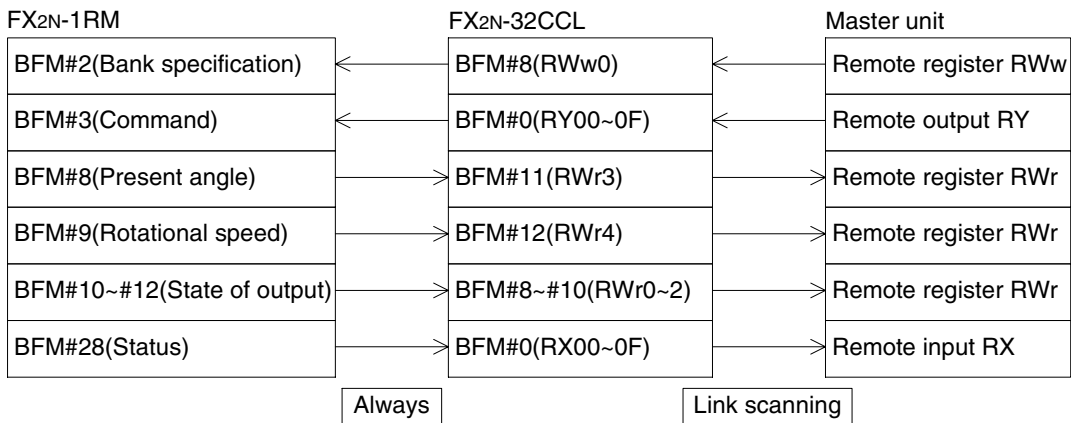 FX2N-1RM FX2N-32CCL Master unit
BFM#2(Bank specification) BFM#8(RWw0) Remote register RWw
BFM#3(Command) BFM#0(RY00~0F) Remote output RY
BFM#8(Present angle) BFM#11(RWr3) Remote register RWr
BFM#9(Rotational speed) BFM#12(RWr4) Remote register RWr
BFM#10~#12(State of output) BFM#8~#10(RWr0~2) Remote register RWr
BFM#28(Status) BFM#0(RX00~0F) Remote input RX
Always Link scanning